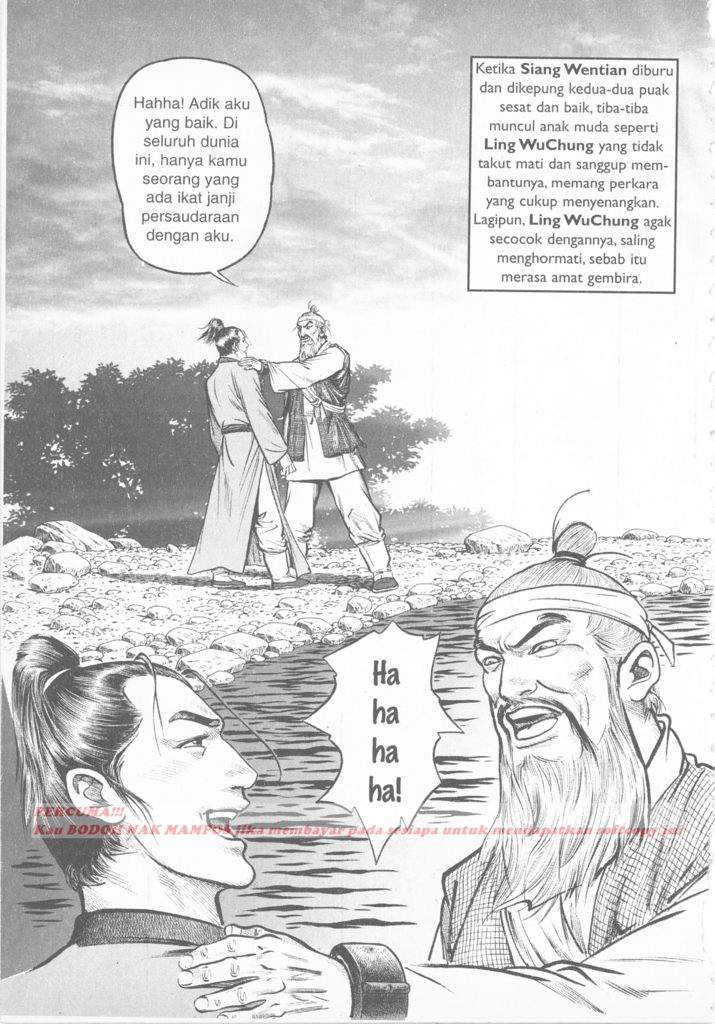 Hahha! Adik aku
yang baik. Di
seluruh dunia
ini, hanya kamu
seorang yang
ada ikat janji
persaudaraan
dengan aku.
Ketika Siang Wentian diburu
dan dikepung kedua-dua puak
sesat dan baik, tiba-tiba
muncul anak muda seperti
Ling WuChung yang tidak
takut mati dan sanggup mem-
bantunya, memang perkara
yang cukup menyenangkan.
Lagipun, Ling WuChung agak
secocok dengannya, saling
menghormati, sebab itu
merasa amat gembira.
Ha
ha
ha
ha!
PERCUMA!!!
Kau BODOH NAK MAMPOS jika membayar pada sesiapa untuk mendapatkan softcopy ini